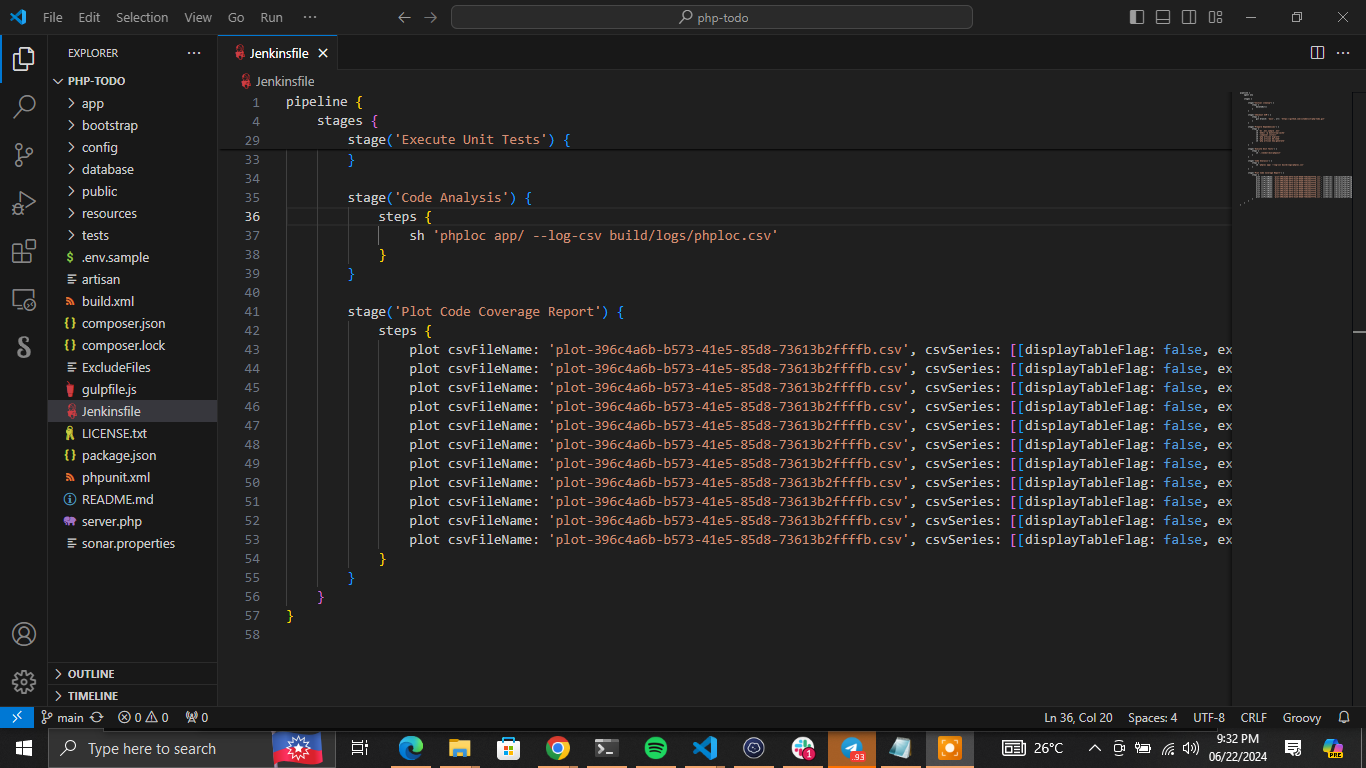 File Edit Selection View Go Run ···
php-todo
EXPLORER ···
PHP-TODO
app
bootstrap
config
database
public
resources
tests
$ .env.sample
artisan
build.xml
{} composer.json
{} composer.lock
ExcludeFiles
gulpfile.js
Jenkinsfile
LICENSE.txt
{} package.json
phpunit.xml
README.md
server.php
sonar.properties
OUTLINE
TIMELINE
Jenkinsfile
Jenkinsfile
1 pipeline {
4 stages {
29 stage('Execute Unit Tests') {
33 }
34
35 stage('Code Analysis') {
36 steps {
37 sh 'phploc app/ --log-csv build/logs/phploc.csv'
38 }
39 }
40
41 stage('Plot Code Coverage Report') {
42 steps {
43 plot csvFileName: 'plot-396c4a6b-b573-41e5-85d8-73613b2ffffb.csv', csvSeries: [[displayTableFlag: false, ex
44 plot csvFileName: 'plot-396c4a6b-b573-41e5-85d8-73613b2ffffb.csv', csvSeries: [[displayTableFlag: false, ex
45 plot csvFileName: 'plot-396c4a6b-b573-41e5-85d8-73613b2ffffb.csv', csvSeries: [[displayTableFlag: false, ex
46 plot csvFileName: 'plot-396c4a6b-b573-41e5-85d8-73613b2ffffb.csv', csvSeries: [[displayTableFlag: false, ex
47 plot csvFileName: 'plot-396c4a6b-b573-41e5-85d8-73613b2ffffb.csv', csvSeries: [[displayTableFlag: false, ex
48 plot csvFileName: 'plot-396c4a6b-b573-41e5-85d8-73613b2ffffb.csv', csvSeries: [[displayTableFlag: false, ex
49 plot csvFileName: 'plot-396c4a6b-b573-41e5-85d8-73613b2ffffb.csv', csvSeries: [[displayTableFlag: false, ex
50 plot csvFileName: 'plot-396c4a6b-b573-41e5-85d8-73613b2ffffb.csv', csvSeries: [[displayTableFlag: false, ex
51 plot csvFileName: 'plot-396c4a6b-b573-41e5-85d8-73613b2ffffb.csv', csvSeries: [[displayTableFlag: false, ex
52 plot csvFileName: 'plot-396c4a6b-b573-41e5-85d8-73613b2ffffb.csv', csvSeries: [[displayTableFlag: false, ex
53 plot csvFileName: 'plot-396c4a6b-b573-41e5-85d8-73613b2ffffb.csv', csvSeries: [[displayTableFlag: false, ex
54 }
55 }
56 }
57 }
58
main 0 0 0
Ln 36, Col 20 Spaces: 4 UTF-8 CRLF Groovy
Type here to search
1
93
26°C
9:32 PM
06/22/2024
PRE